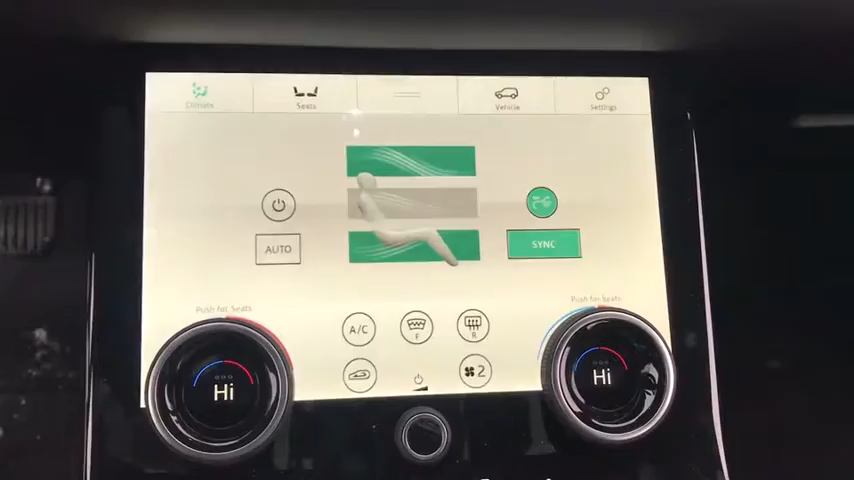 Climate
Seats
Vehicle
Settings
AUTO
SYNC
Push for Seats
Push for Seats
A/C
F
R
2
Hi
Hi